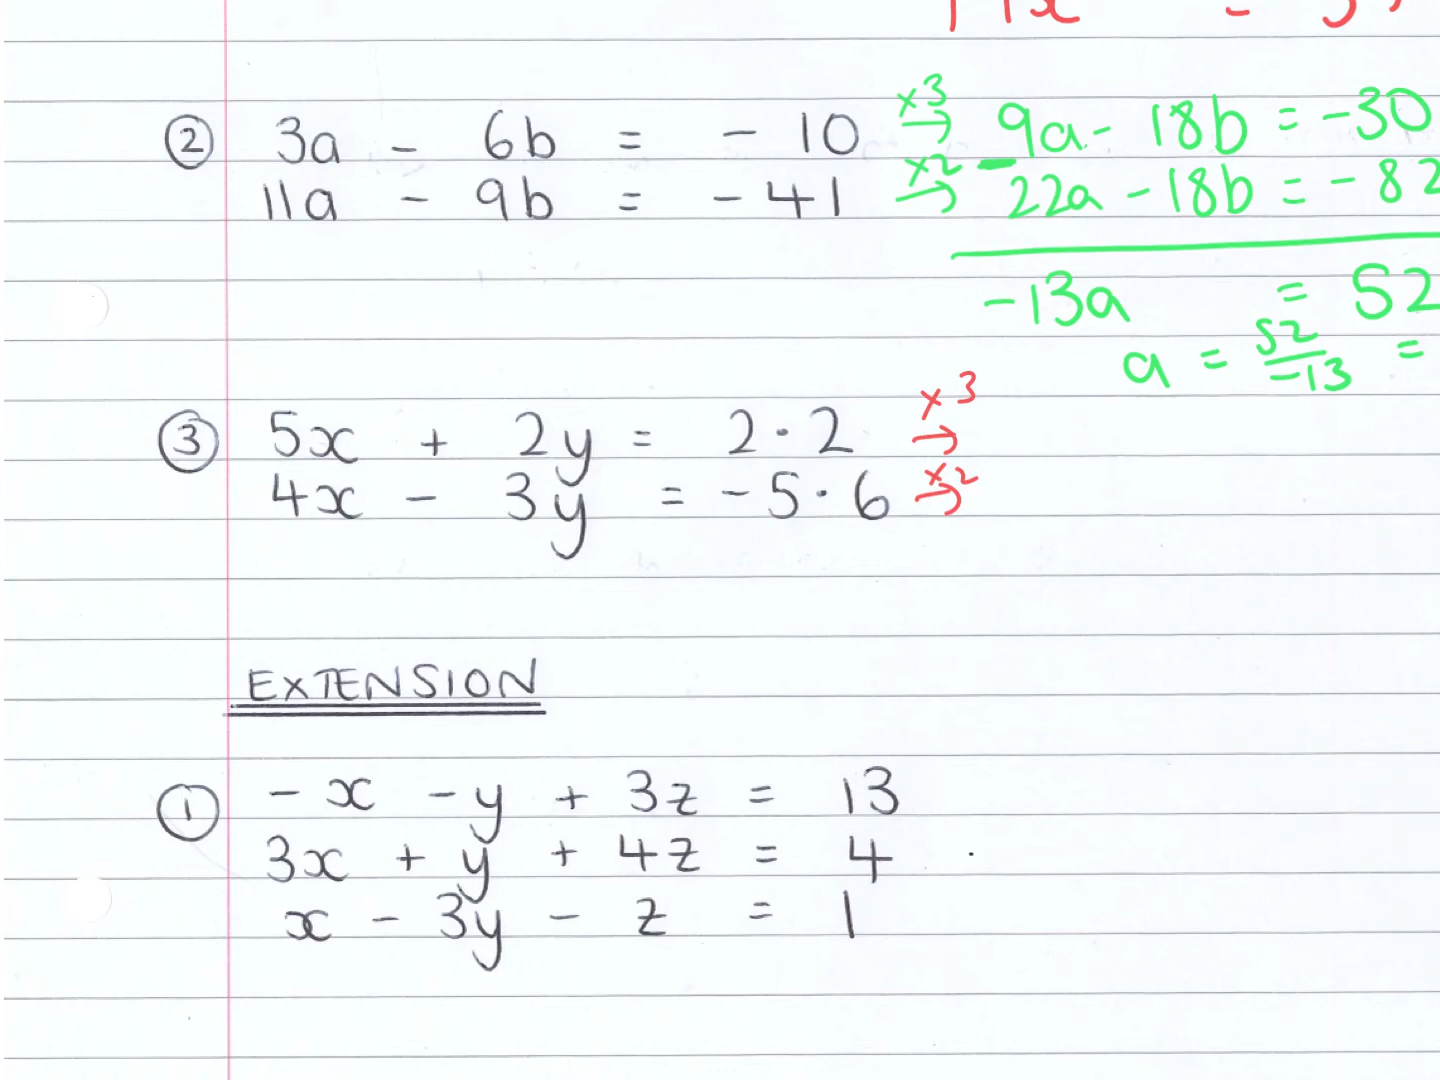 ② 3a - 6b = - 10 ×3→ 9a - 18b = -30
11a - 9b = - 41 ×2→ - 22a - 18b = - 82
-13a = 52
a = 52/-13 =
③ 5x + 2y = 2·2 ×3→
4x - 3y = - 5·6 ×2→
EXTENSION
① - x - y + 3z = 13
3x + y + 4z = 4
x - 3y - z = 1